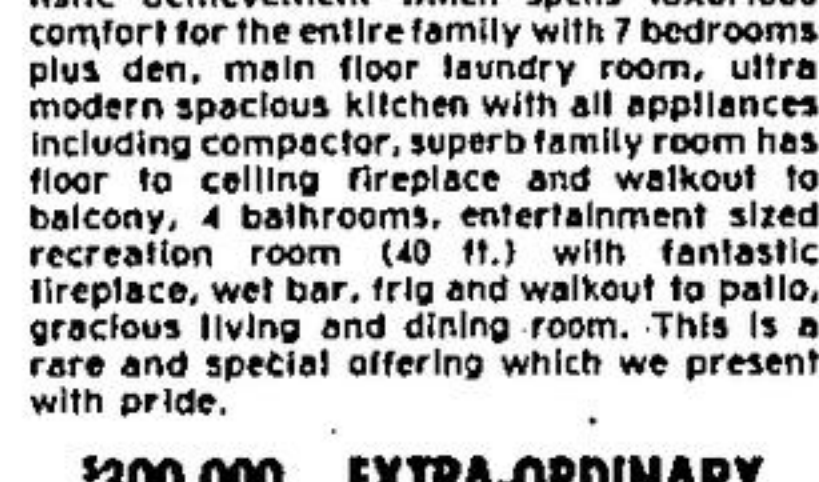 comfort for the entire family with 7 bedrooms
plus den, main floor laundry room, ultra
modern spacious kitchen with all appliances
including compactor, superb family room has
floor to ceiling fireplace and walkout to
balcony, 4 bathrooms, entertainment sized
recreation room (40 ft.) with fantastic
fireplace, wet bar, frig and walkout to patio,
gracious living and dining room. This is a
rare and special offering which we present
with pride.
EXTRA-ORDINARY